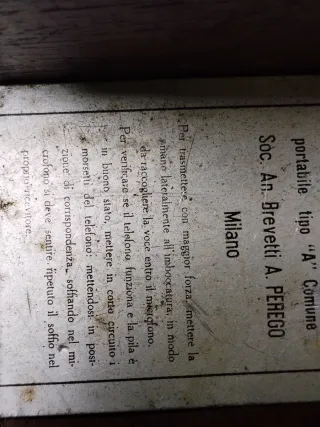 portabile tipo "A" Comune
Soc. An. Brevetti A. PEREGO
Milano
Per trasmettere con maggior forza, mettere la
mano lateralmente all'imboccatura, in modo
da raccogliere la voce entro il microfono.
Per verificare se il telefono funziona e la pila è
in buono stato, mettere in corto circuito i
morsetti del telefono: mettendosi in posi-
zione di corrispondenza, soffiando nel mi-
crofono si deve sentire ripetuto il soffio nel
proprio ricevitore.